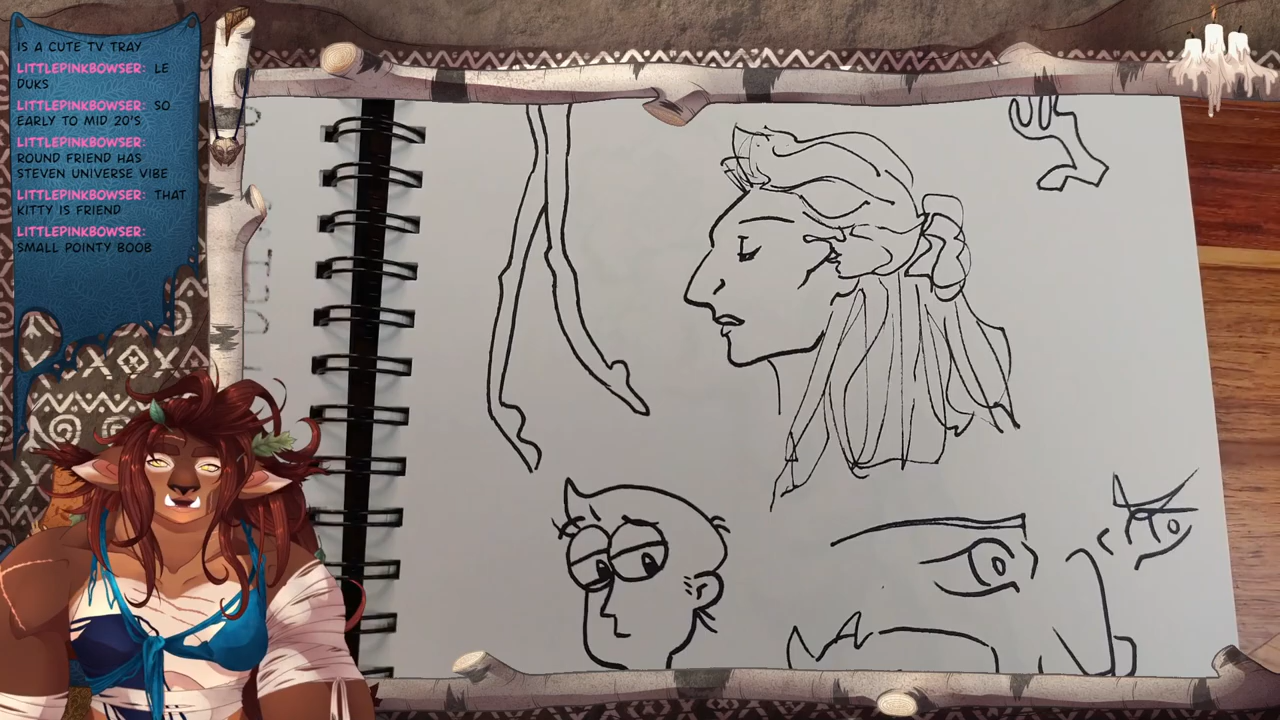 IS A CUTE TV TRAY
LITTLEPINKBOWSER: LE
DUKS
LITTLEPINKBOWSER: SO
EARLY TO MID 20'S
LITTLEPINKBOWSER:
ROUND FRIEND HAS
STEVEN UNIVERSE VIBE
LITTLEPINKBOWSER: THAT
KITTY IS FRIEND
LITTLEPINKBOWSER:
SMALL POINTY BOOB